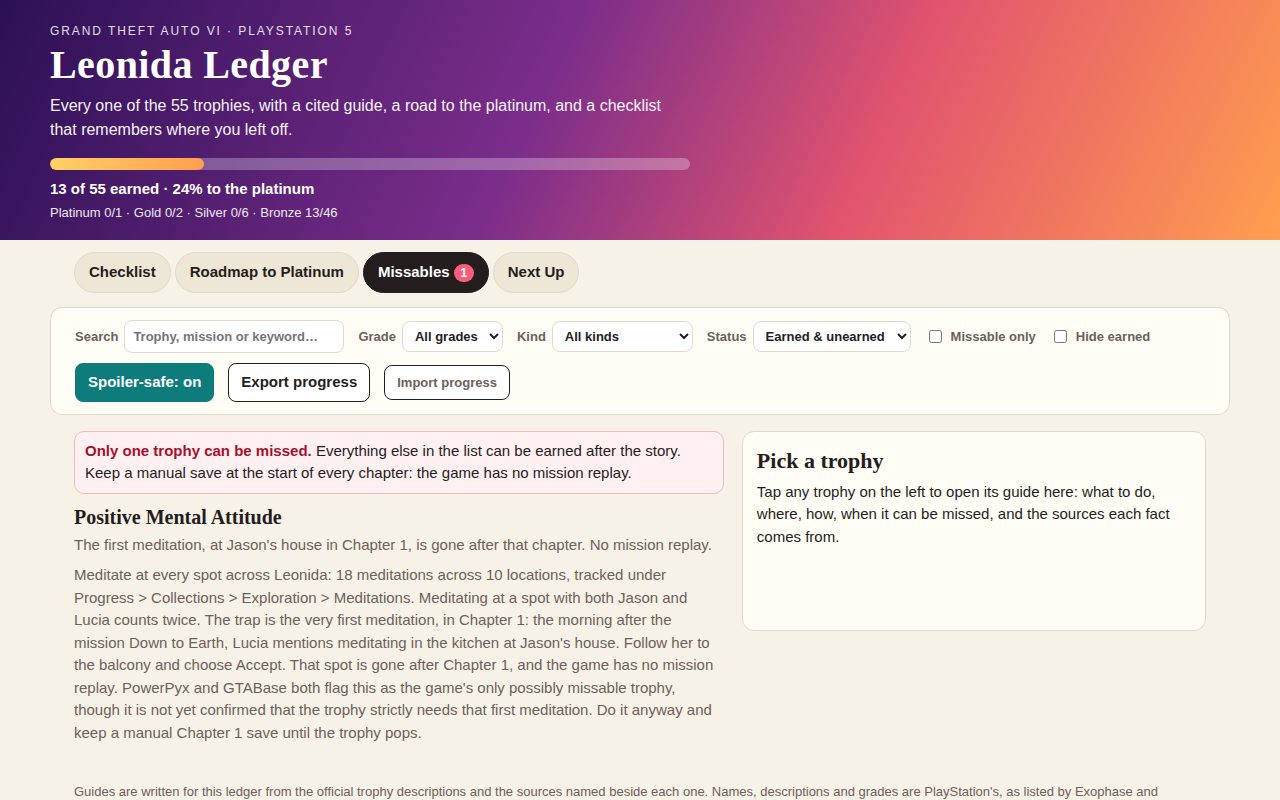 GRAND THEFT AUTO VI · PLAYSTATION 5
Leonida Ledger
Every one of the 55 trophies, with a cited guide, a road to the platinum, and a checklist
that remembers where you left off.
13 of 55 earned · 24% to the platinum
Platinum 0/1 · Gold 0/2 · Silver 0/6 · Bronze 13/46
Checklist Roadmap to Platinum Missables 1 Next Up
Search Trophy, mission or keyword… Grade All grades Kind All kinds Status Earned & unearned Missable only Hide earned
Spoiler-safe: on Export progress Import progress
Only one trophy can be missed. Everything else in the list can be earned after the story.
Keep a manual save at the start of every chapter: the game has no mission replay.
Positive Mental Attitude
The first meditation, at Jason's house in Chapter 1, is gone after that chapter. No mission replay.
Meditate at every spot across Leonida: 18 meditations across 10 locations, tracked under
Progress > Collections > Exploration > Meditations. Meditating at a spot with both Jason and
Lucia counts twice. The trap is the very first meditation, in Chapter 1: the morning after the
mission Down to Earth, Lucia mentions meditating in the kitchen at Jason's house. Follow her to
the balcony and choose Accept. That spot is gone after Chapter 1, and the game has no mission
replay. PowerPyx and GTABase both flag this as the game's only possibly missable trophy,
though it is not yet confirmed that the trophy strictly needs that first meditation. Do it anyway and
keep a manual Chapter 1 save until the trophy pops.
Pick a trophy
Tap any trophy on the left to open its guide here: what to do,
where, how, when it can be missed, and the sources each fact
comes from.
Guides are written for this ledger from the official trophy descriptions and the sources named beside each one. Names, descriptions and grades are PlayStation's, as listed by Exophase and